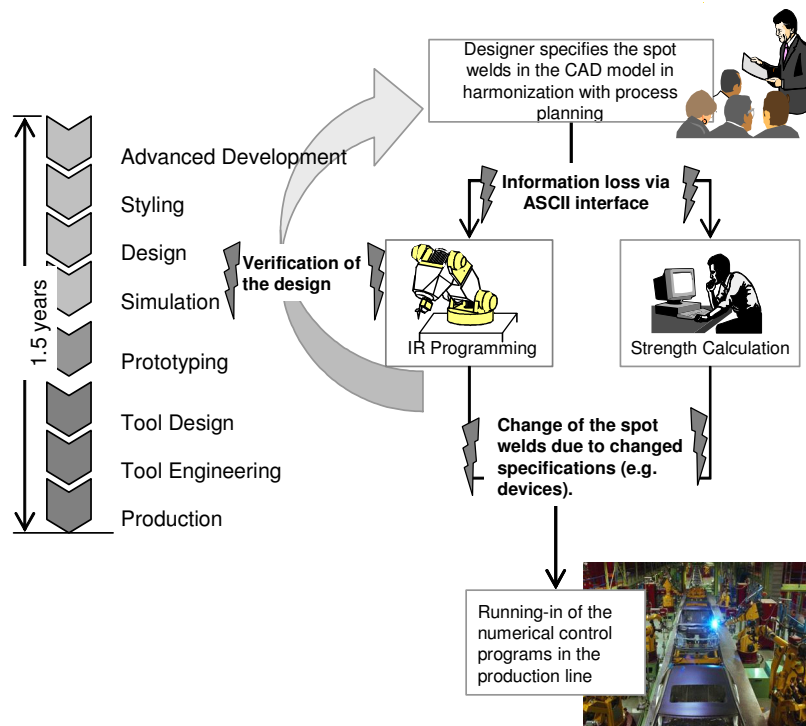 Designer specifies the spot
welds in the CAD model in
harmonization with process
planning
1.5 years
Advanced Development
Styling
Design
Simulation
Prototyping
Tool Design
Tool Engineering
Production
Verification of
the design
Information loss via
ASCII interface
IR Programming
Strength Calculation
Change of the spot
welds due to changed
specifications (e.g.
devices).
Running-in of the
numerical control
programs in the
production line